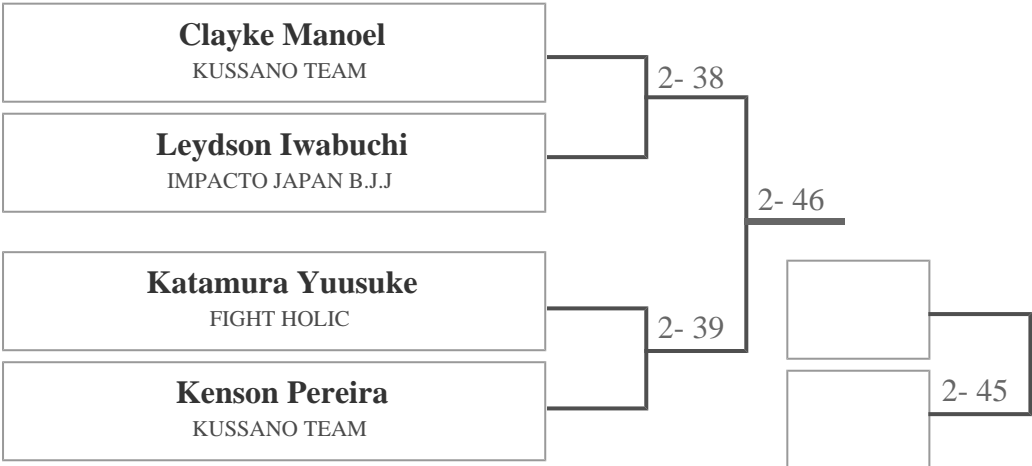 Clayke Manoel
KUSSANO TEAM
2- 38
Leydson Iwabuchi
IMPACTO JAPAN B.J.J
2- 46
Katamura Yuusuke
FIGHT HOLIC
2- 39
Kenson Pereira
KUSSANO TEAM
2- 45